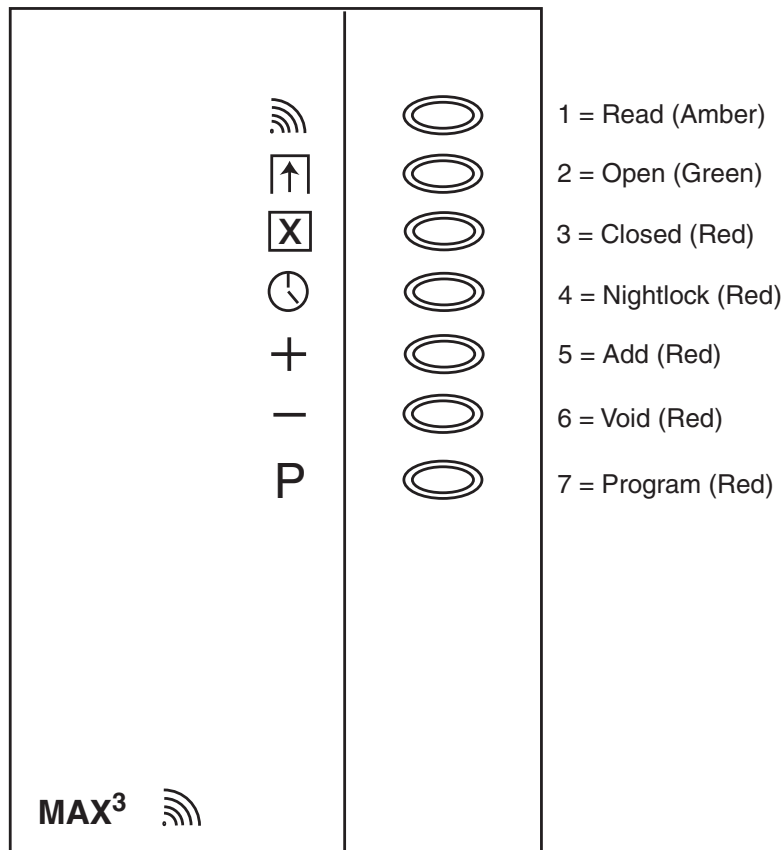 1 = Read (Amber)
2 = Open (Green)
X 3 = Closed (Red)
4 = Nightlock (Red)
+ 5 = Add (Red)
− 6 = Void (Red)
P 7 = Program (Red)
MAX³